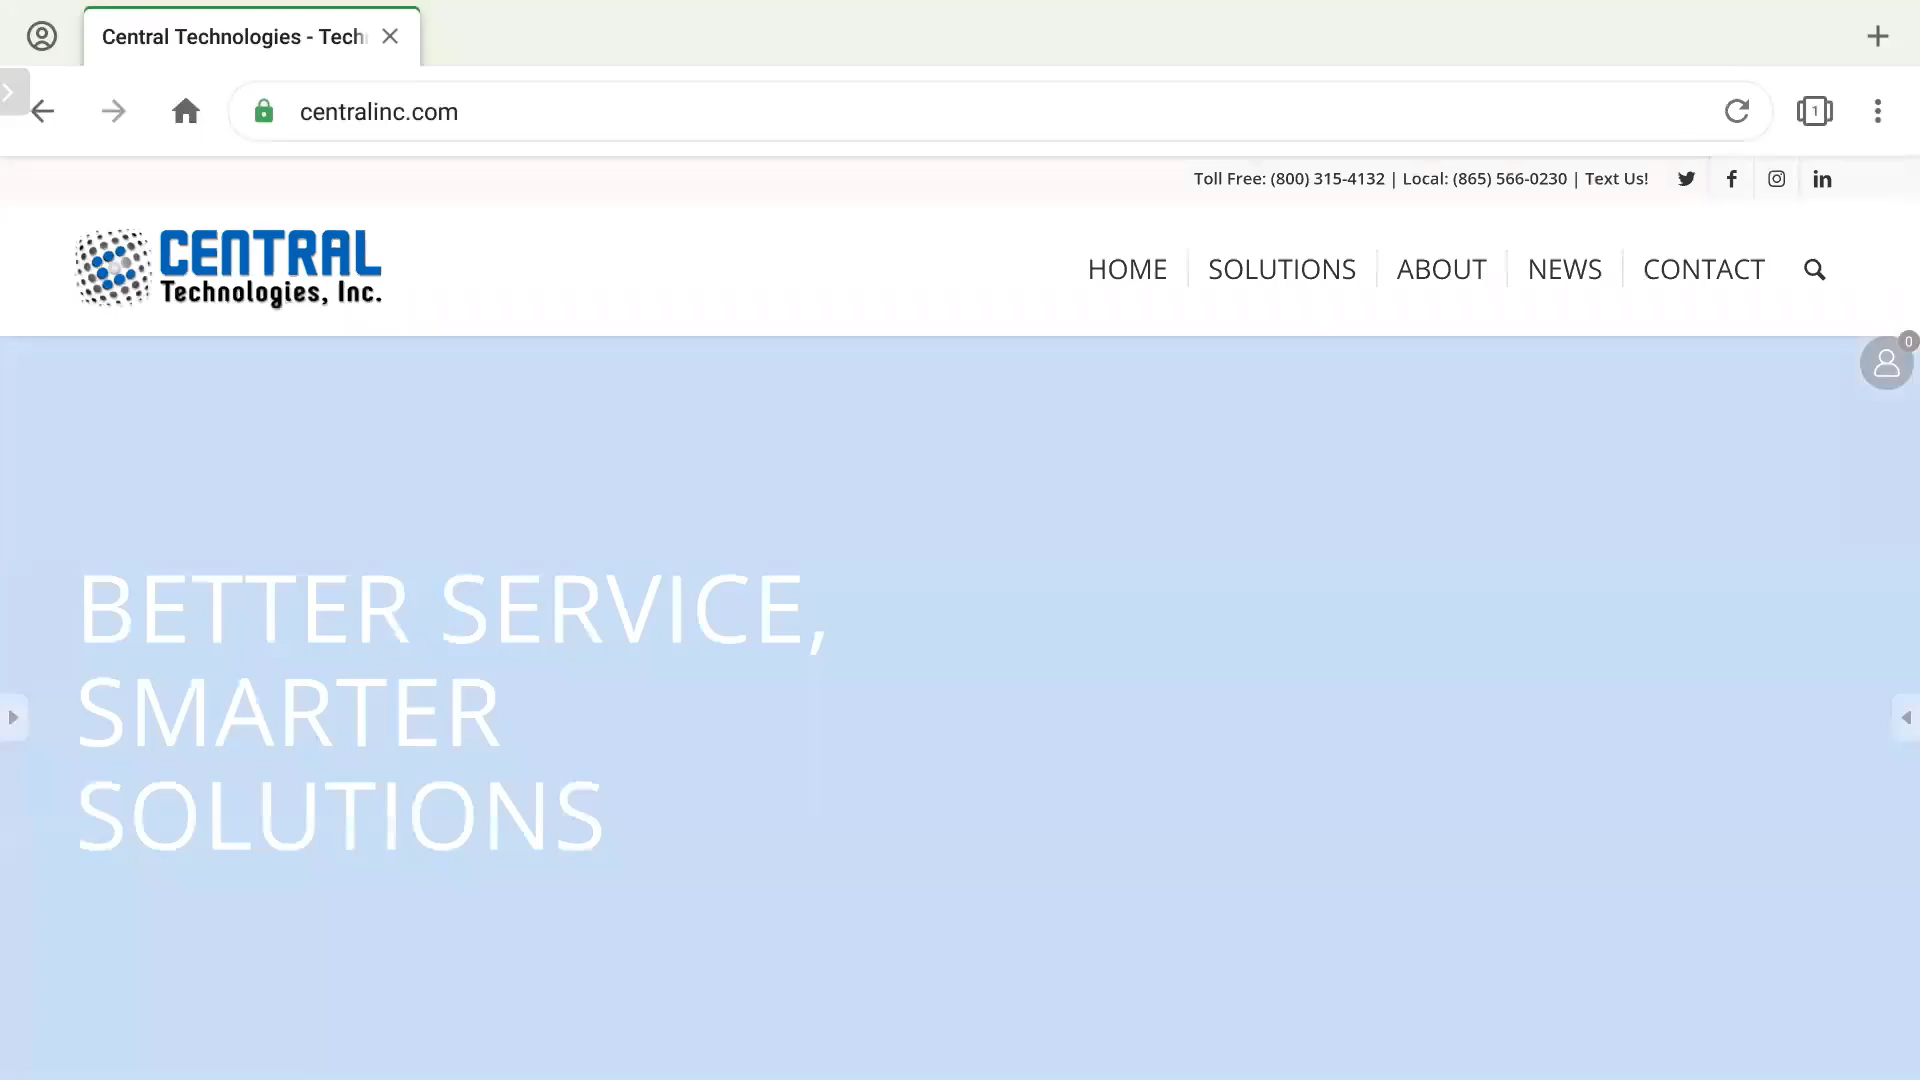 Central Technologies - Tech
centralinc.com
1
Toll Free: (800) 315-4132 | Local: (865) 566-0230 | Text Us!
CENTRAL
Technologies, Inc.
HOME
SOLUTIONS
ABOUT
NEWS
CONTACT
0
BETTER SERVICE,
SMARTER
SOLUTIONS